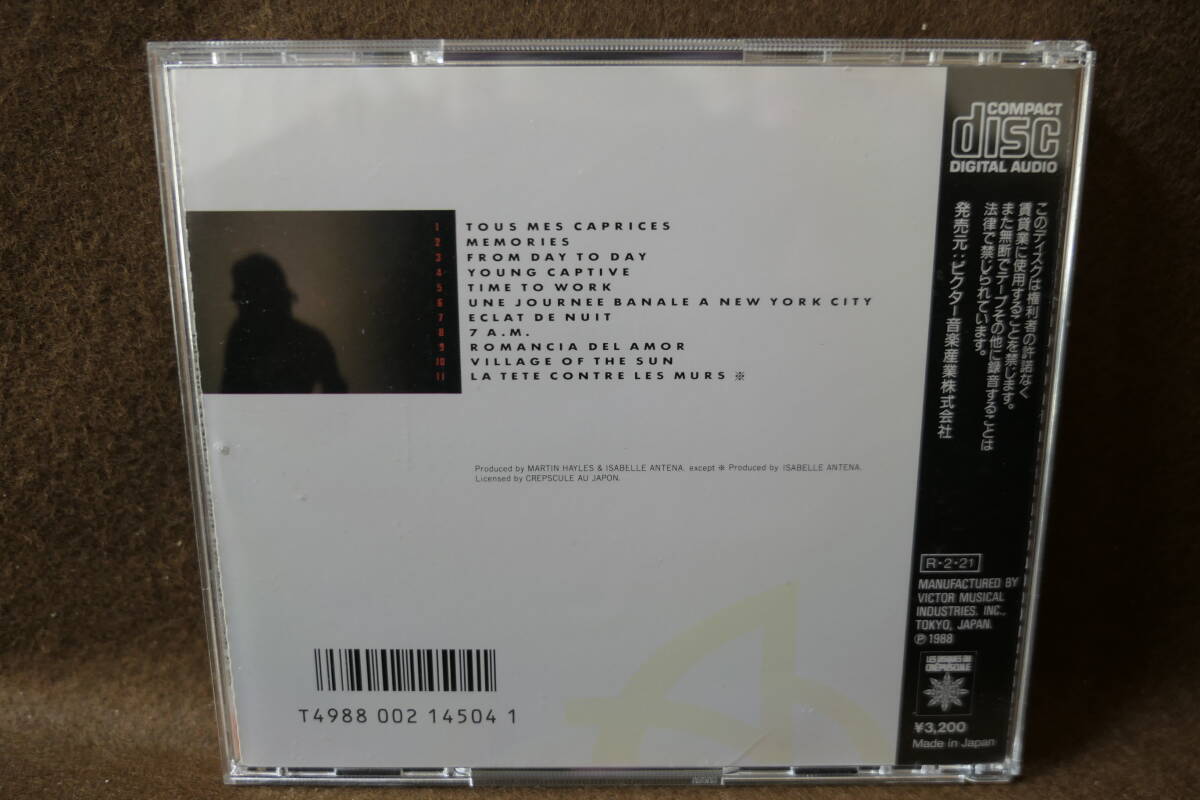 1 TOUS MES CAPRICES
2 MEMORIES
3 FROM DAY TO DAY
4 YOUNG CAPTIVE
5 TIME TO WORK
6 UNE JOURNEE BANALE A NEW YORK CITY
7 ECLAT DE NUIT
8 7 A.M.
9 ROMANCIA DEL AMOR
10 VILLAGE OF THE SUN
11 LA TETE CONTRE LES MURS ※
Produced by MARTIN HAYLES & ISABELLE ANTENA. except ※ Produced by ISABELLE ANTENA.
Licensed by CREPSCULE AU JAPON.
T4988 002 14504 1
COMPACT
disc
DIGITAL AUDIO
このディスクは権利者の許諾なく
賃貸業に使用することを禁じます。
また無断でテープその他に録音することは
法律で禁じられています。
発売元:ビクター音楽産業株式会社
R・2・21
MANUFACTURED BY
VICTOR MUSICAL
INDUSTRIES. INC.,
TOKYO, JAPAN.
Ⓟ 1988
LES DISQUES DU
CRÉPUSCULE
¥3,200
Made in Japan